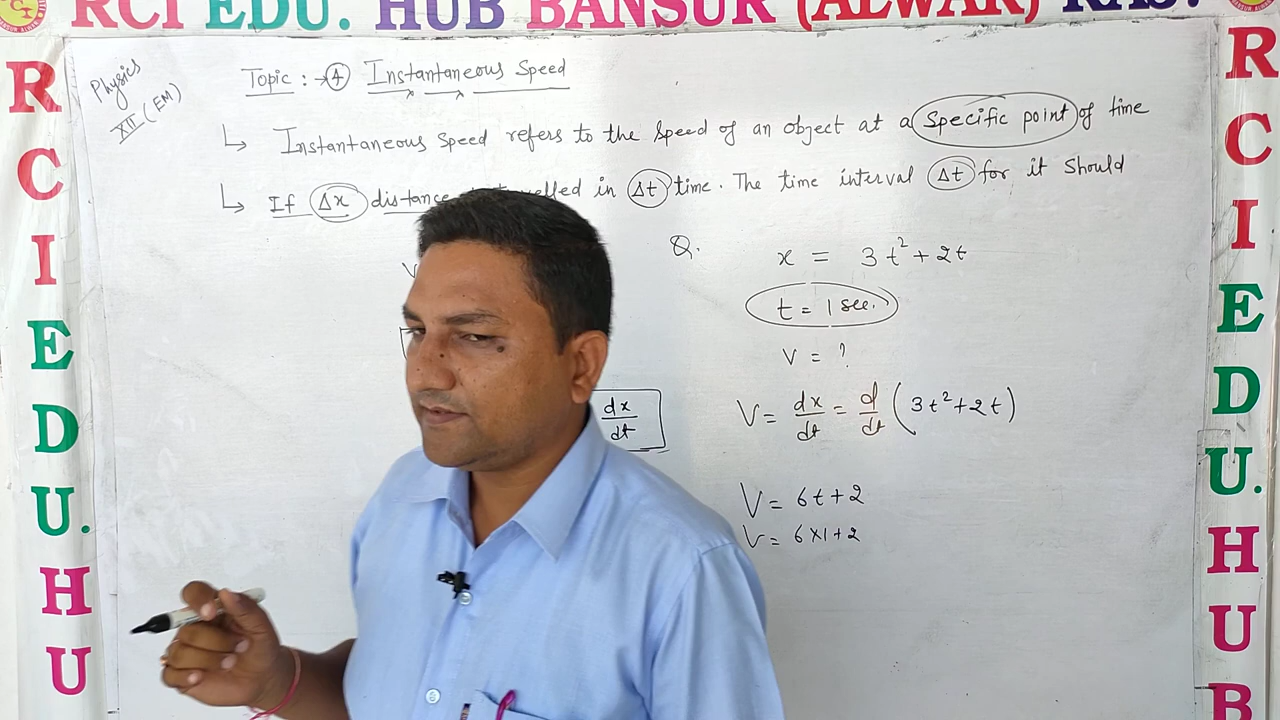 RCI EDU. HUB BANSUR (ALWAR) RAJ.
R
C
I
E
D
U.
H
U
Physics
XII (EM)
Topic : → 4 Instantaneous Speed
↳ Instantaneous Speed refers to the speed of an object at a Specific point of time
↳ If Δx distance travelled in Δt time. The time interval Δt for it Should
V
dx/dt
Q. x = 3t² + 2t
t = 1 sec.
V = ?
V = dx/dt = d/dt (3t²+2t)
V = 6t+2
V = 6×1+2
R
C
I
E
D
U.
H
U
B